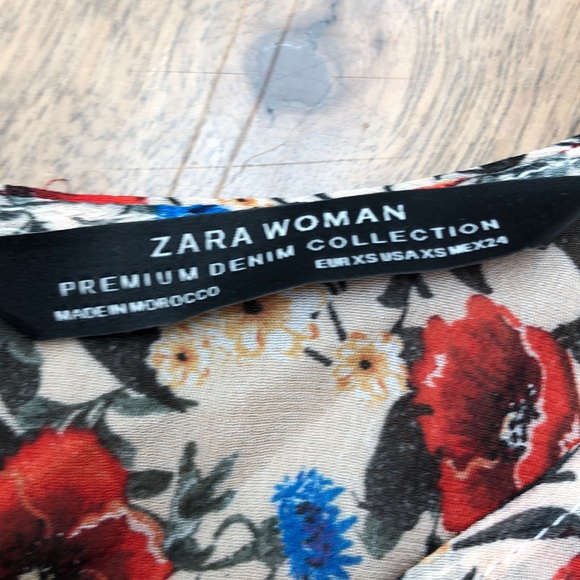 ZARA WOMAN
PREMIUM DENIM COLLECTION
MADE IN MOROCCO
EUR XS USA XS MEX 24